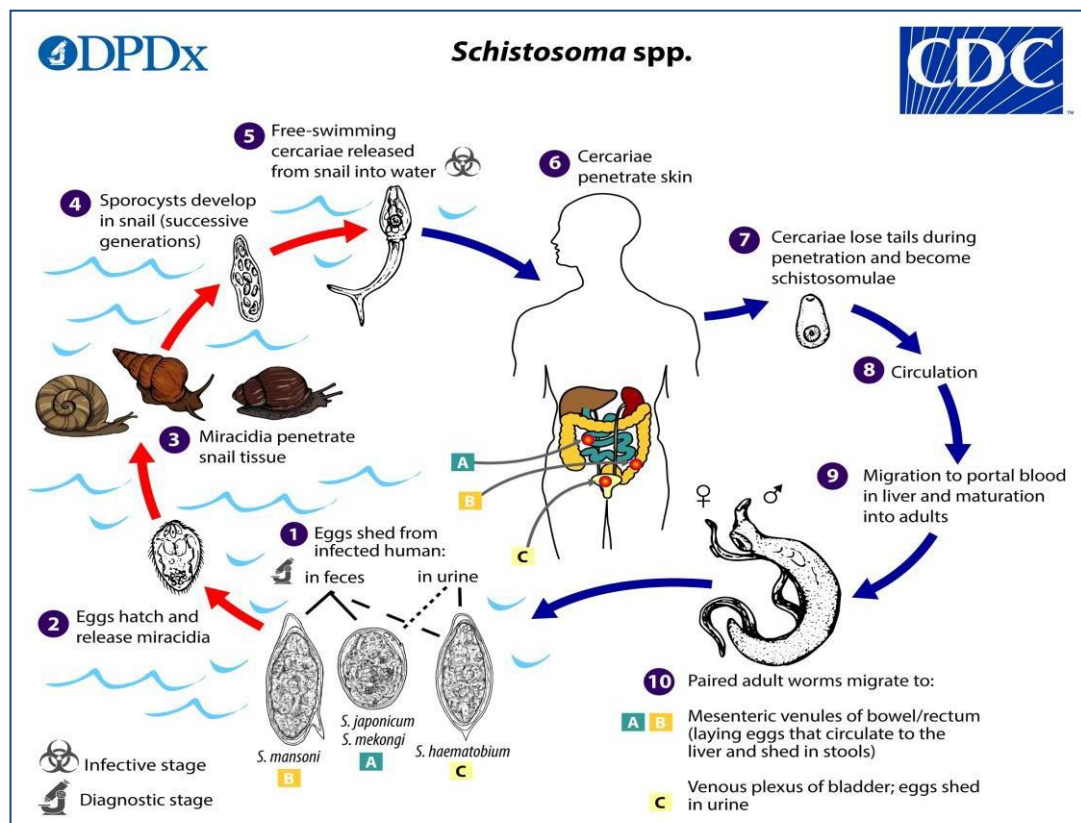 DPDx
Schistosoma spp.
CDC
TM
5 Free-swimming
cercariae released
from snail into water
6 Cercariae
penetrate skin
4 Sporocysts develop
in snail (successive
generations)
7 Cercariae lose tails during
penetration and become
schistosomulae
8 Circulation
3 Miracidia penetrate
snail tissue
A
B
C
9 Migration to portal blood
in liver and maturation
into adults
♀ ♂
1 Eggs shed from
infected human:
in feces
in urine
2 Eggs hatch and
release miracidia
S. mansoni
B
S. japonicum
S. mekongi
A
S. haematobium
C
10 Paired adult worms migrate to:
A B Mesenteric venules of bowel/rectum
(laying eggs that circulate to the
liver and shed in stools)
C Venous plexus of bladder; eggs shed
in urine
Infective stage
Diagnostic stage